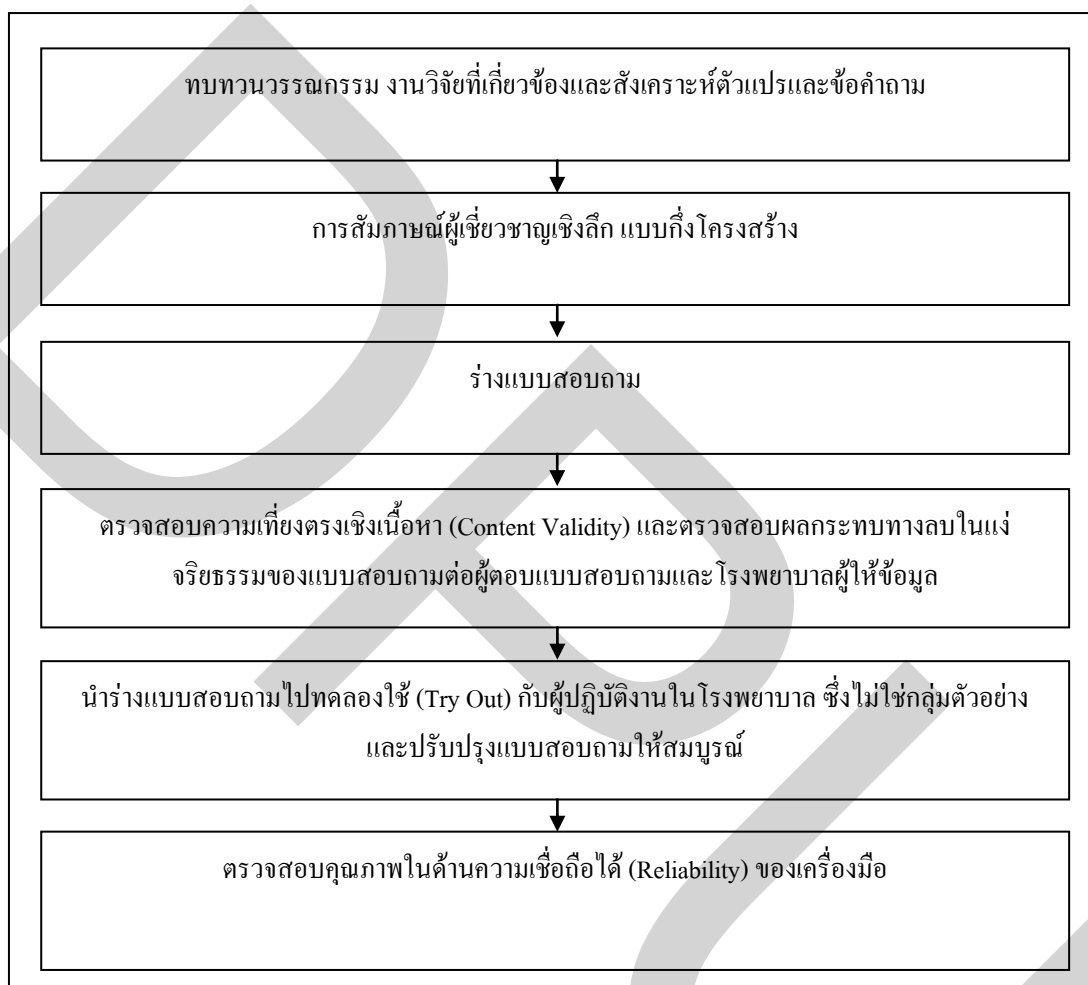 ทบทวนวรรณกรรม งานวิจัยที่เกี่ยวข้องและสังเคราะห์ตัวแปรและข้อคำถาม
การสัมภาษณ์ผู้เชี่ยวชาญเชิงลึก แบบกึ่งโครงสร้าง
ร่างแบบสอบถาม
ตรวจสอบความเที่ยงตรงเชิงเนื้อหา (Content Validity) และตรวจสอบผลกระทบทางลบในแง่
จริยธรรมของแบบสอบถามต่อผู้ตอบแบบสอบถามและโรงพยาบาลผู้ให้ข้อมูล
นำร่างแบบสอบถามไปทดลองใช้ (Try Out) กับผู้ปฏิบัติงานในโรงพยาบาล ซึ่งไม่ใช่กลุ่มตัวอย่าง
และปรับปรุงแบบสอบถามให้สมบูรณ์
ตรวจสอบคุณภาพในด้านความเชื่อถือได้ (Reliability) ของเครื่องมือ